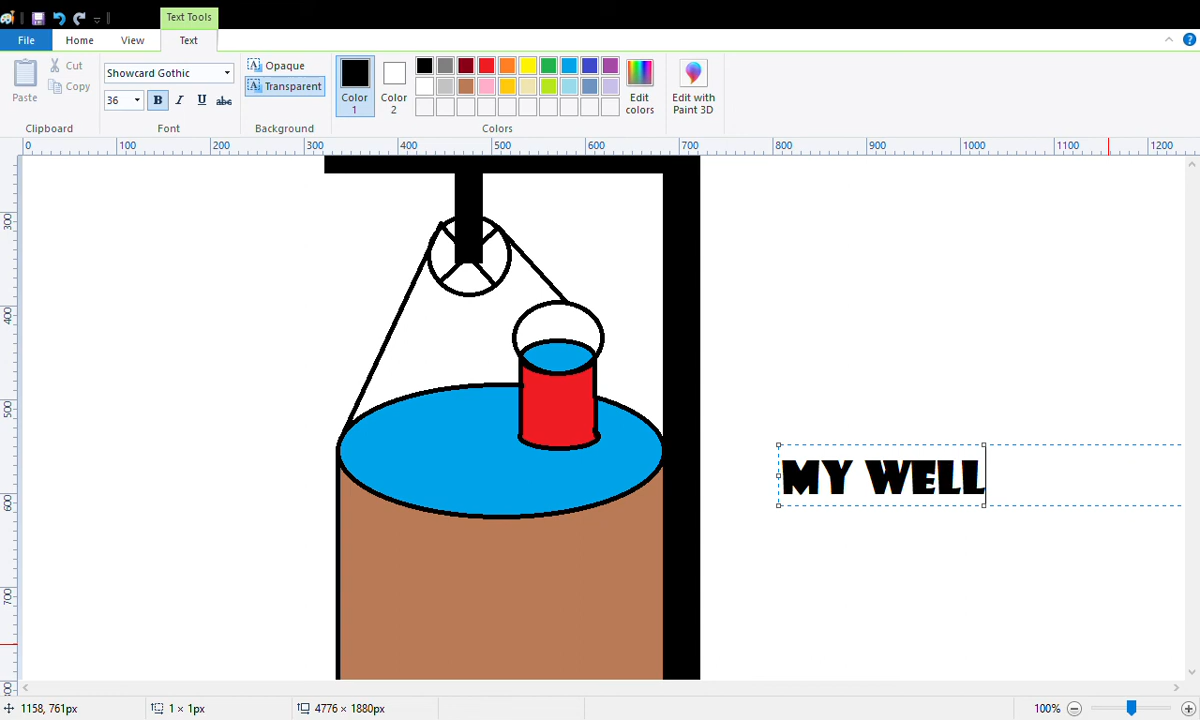 Text Tools
File Home View Text
Paste
Cut
Copy
Clipboard
Showcard Gothic
36 B I U abc
Font
Opaque
Transparent
Background
Color 1
Color 2
Edit colors
Colors
Edit with Paint 3D
0 100 200 300 400 500 600 700 800 900 1000 1100 1200
300
400
500
600
700
MY WELL
1158, 761px 1 × 1px 4776 × 1880px 100%